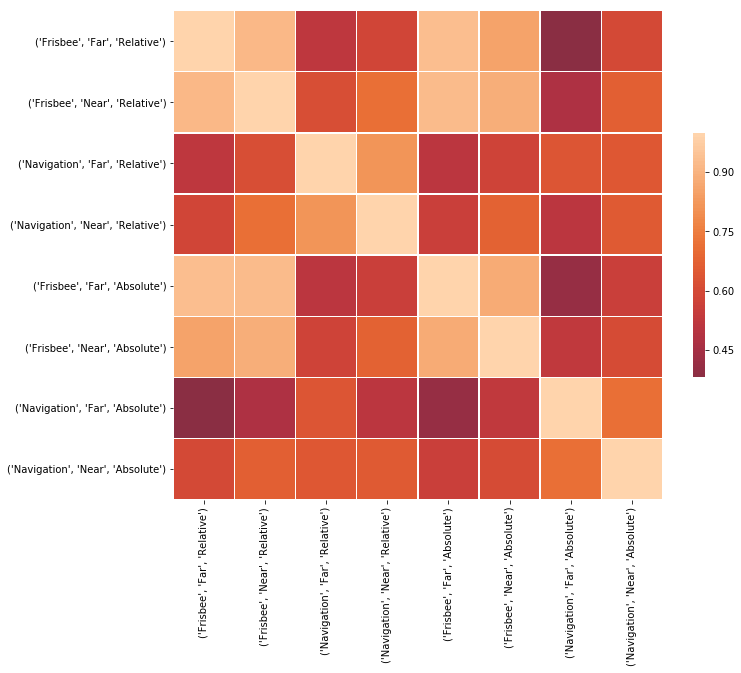 ('Frisbee', 'Far', 'Relative')
('Frisbee', 'Near', 'Relative')
('Navigation', 'Far', 'Relative')
('Navigation', 'Near', 'Relative')
('Frisbee', 'Far', 'Absolute')
('Frisbee', 'Near', 'Absolute')
('Navigation', 'Far', 'Absolute')
('Navigation', 'Near', 'Absolute')
('Frisbee', 'Far', 'Relative')
('Frisbee', 'Near', 'Relative')
('Navigation', 'Far', 'Relative')
('Navigation', 'Near', 'Relative')
('Frisbee', 'Far', 'Absolute')
('Frisbee', 'Near', 'Absolute')
('Navigation', 'Far', 'Absolute')
('Navigation', 'Near', 'Absolute')
0.90
0.75
0.60
0.45